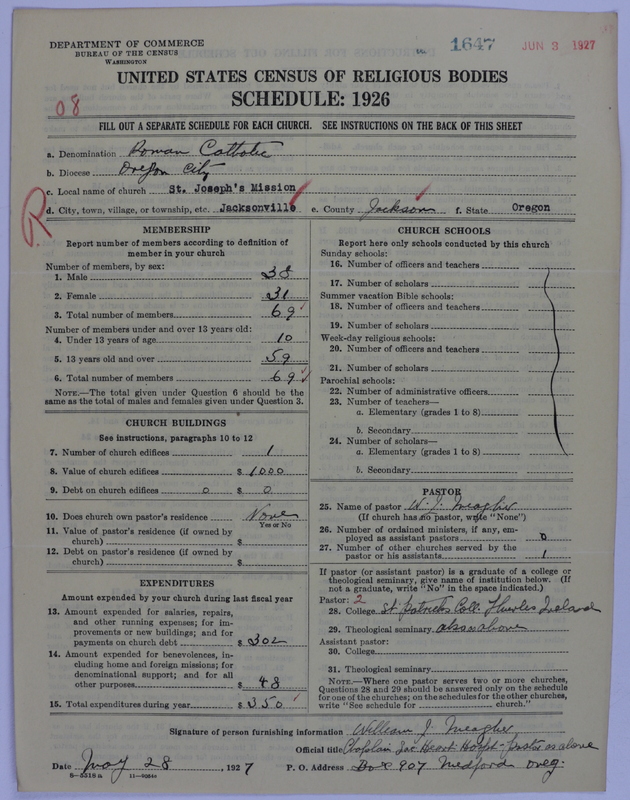 DEPARTMENT OF COMMERCE
BUREAU OF THE CENSUS
WASHINGTON
1647
JUN 3 1927
UNITED STATES CENSUS OF RELIGIOUS BODIES
SCHEDULE: 1926
08
FILL OUT A SEPARATE SCHEDULE FOR EACH CHURCH. SEE INSTRUCTIONS ON THE BACK OF THIS SHEET
a. Denomination Roman Catholic
b. Diocese Oregon City
c. Local name of church St. Joseph's Mission
d. City, town, village, or township, etc. Jacksonville e. County Jackson f. State Oregon
R
MEMBERSHIP
Report number of members according to definition of
member in your church
Number of members, by sex:
1. Male 38
2. Female 31
3. Total number of members 69
Number of members under and over 13 years old:
4. Under 13 years of age 10
5. 13 years old and over 59
6. Total number of members 69
NOTE.—The total given under Question 6 should be
same as the total of males and females given under Question 3.
CHURCH BUILDINGS
See instructions, paragraphs 10 to 12
7. Number of church edifices 1
8. Value of church edifices $ 1000
9. Debt on church edifices 0 $ 0
10. Does church own pastor's residence None
Yes or No
11. Value of pastor's residence (if owned by
church) $
12. Debt on pastor's residence (if owned by
church) $
EXPENDITURES
Amount expended by your church during last fiscal year
13. Amount expended for salaries, repairs,
and other running expenses; for im-
provements or new buildings; and for
payments on church debt $ 302
14. Amount expended for benevolences, in-
cluding home and foreign missions; for
denominational support; and for all
other purposes $ 48
15. Total expenditures during year $ 350
CHURCH SCHOOLS
Report here only schools conducted by this church
Sunday schools:
16. Number of officers and teachers
17. Number of scholars
Summer vacation Bible schools:
18. Number of officers and teachers
19. Number of scholars
Week-day religious schools:
20. Number of officers and teachers
21. Number of scholars
Parochial schools:
22. Number of administrative officers
23. Number of teachers—
a. Elementary (grades 1 to 8)
b. Secondary
24. Number of scholars—
a. Elementary (grades 1 to 8)
b. Secondary
PASTOR
25. Name of pastor W. J. Meagher
(If church has no pastor, write "None")
26. Number of ordained ministers, if any, em-
ployed as assistant pastors 0
27. Number of other churches served by the
pastor or his assistants 1
If pastor (or assistant pastor) is a graduate of a college or
theological seminary, give name of institution below. (If
not a graduate, write "No" in the space indicated.)
Pastor: 2
28. College St. Patricks Coll. Thurles Ireland
29. Theological seminary as above
Assistant pastor:
30. College
31. Theological seminary
NOTE.—Where one pastor serves two or more churches,
Questions 28 and 29 should be answered only on the schedule
for one of the churches; on the schedules for the other churches,
write "See schedule for church."
Signature of person furnishing information William J. Meagher
Official title Chaplain Sac. Heart Hospt - pastor as above
Date May 28, 1927 P. O. Address Box 907 Medford Oreg.
8—5518a 11—9264